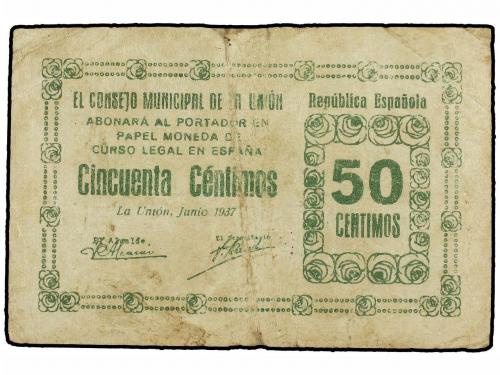 EL CONSEJO MUNICIPAL DE LA UNIÓN
ABONARÁ AL PORTADOR EN
PAPEL MONEDA DE
CURSO LEGAL EN ESPAÑA
Cincuenta Céntimos
La Unión, Junio 1937
El Alcalde,
El Secretario
República Española
50
CENTIMOS